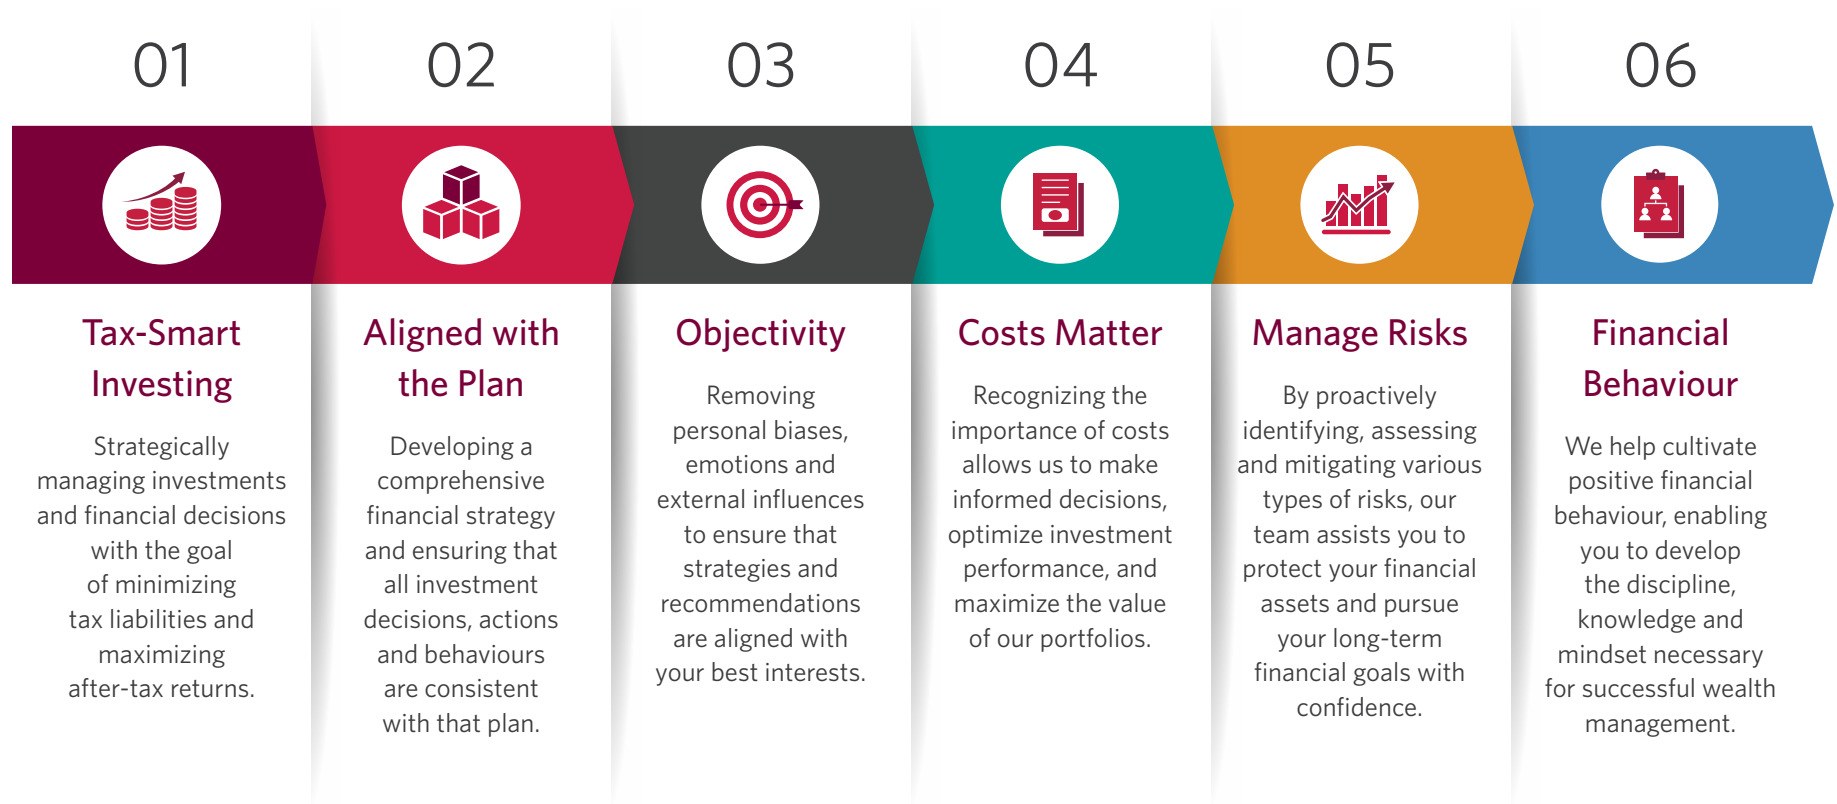 01
Tax-Smart
Investing
Strategically
managing investments
and financial decisions
with the goal
of minimizing
tax liabilities and
maximizing
after-tax returns.
02
Aligned with
the Plan
Developing a
comprehensive
financial strategy
and ensuring that
all investment
decisions, actions
and behaviours
are consistent
with that plan.
03
Objectivity
Removing
personal biases,
emotions and
external influences
to ensure that
strategies and
recommendations
are aligned with
your best interests.
04
Costs Matter
Recognizing the
importance of costs
allows us to make
informed decisions,
optimize investment
performance, and
maximize the value
of our portfolios.
05
Manage Risks
By proactively
identifying, assessing
and mitigating various
types of risks, our
team assists you to
protect your financial
assets and pursue
your long-term
financial goals with
confidence.
06
Financial
Behaviour
We help cultivate
positive financial
behaviour, enabling
you to develop
the discipline,
knowledge and
mindset necessary
for successful wealth
management.